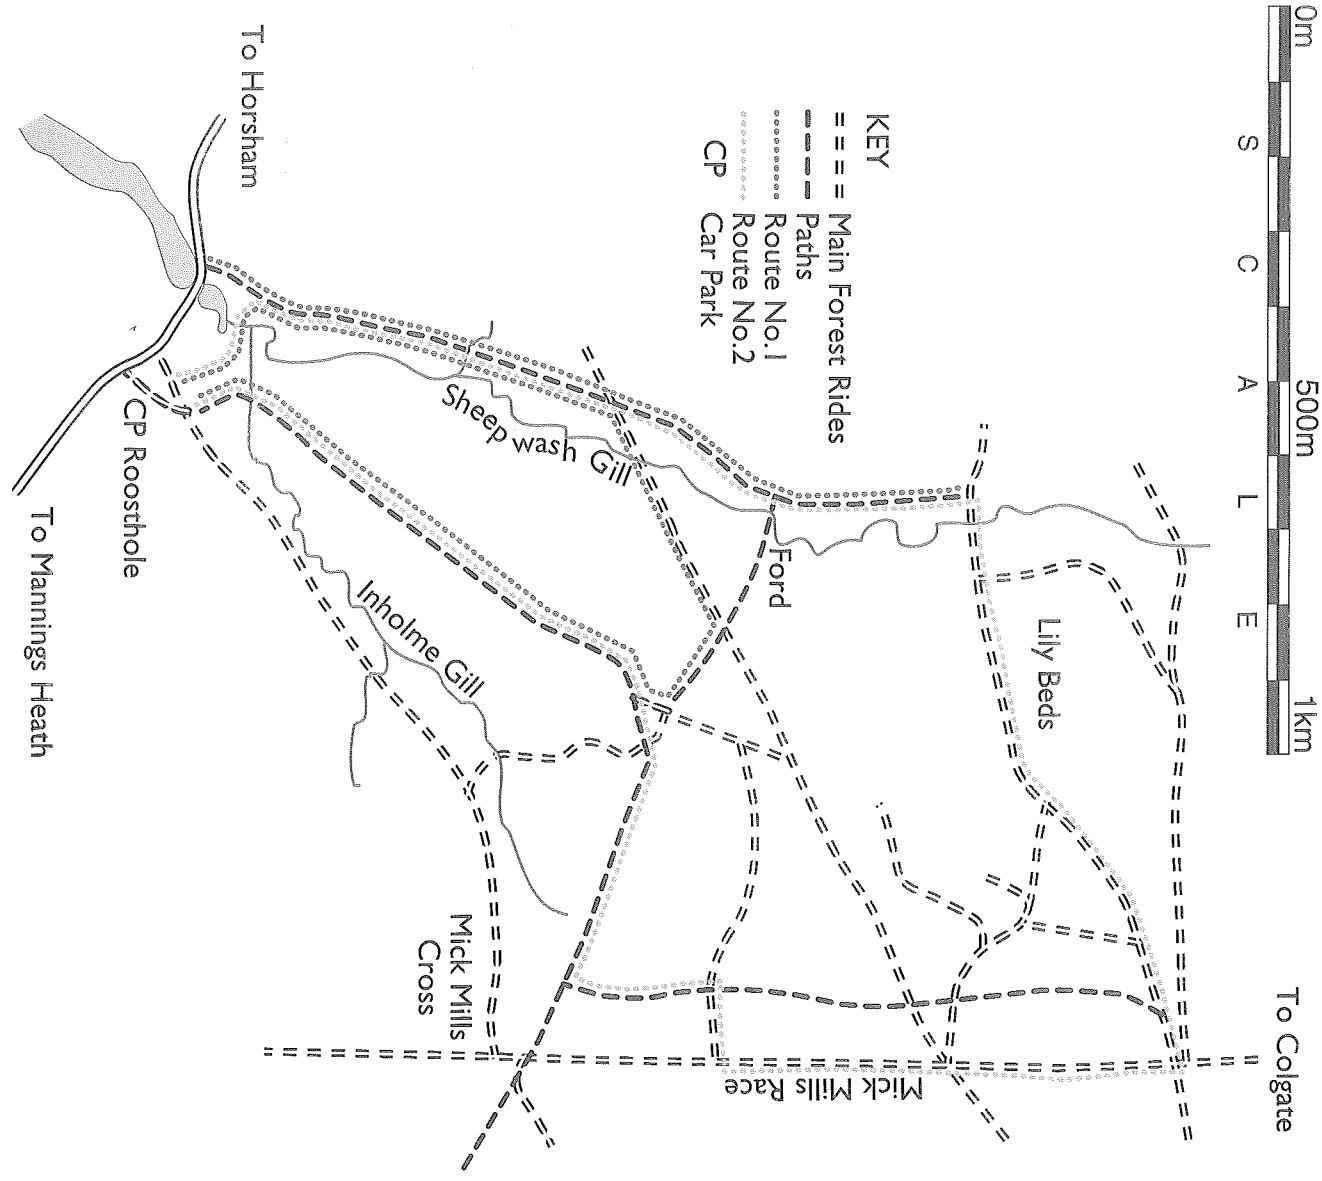 0m
500m
1km
S C A L E
KEY
Main Forest Rides
Paths
Route No.1
Route No.2
CP Car Park
To Horsham
To Colgate
Lily Beds
Ford
Sheepwash Gill
Inholme Gill
CP Roosthole
To Mannings Heath
Mick Mills
Cross
Mick Mills Race